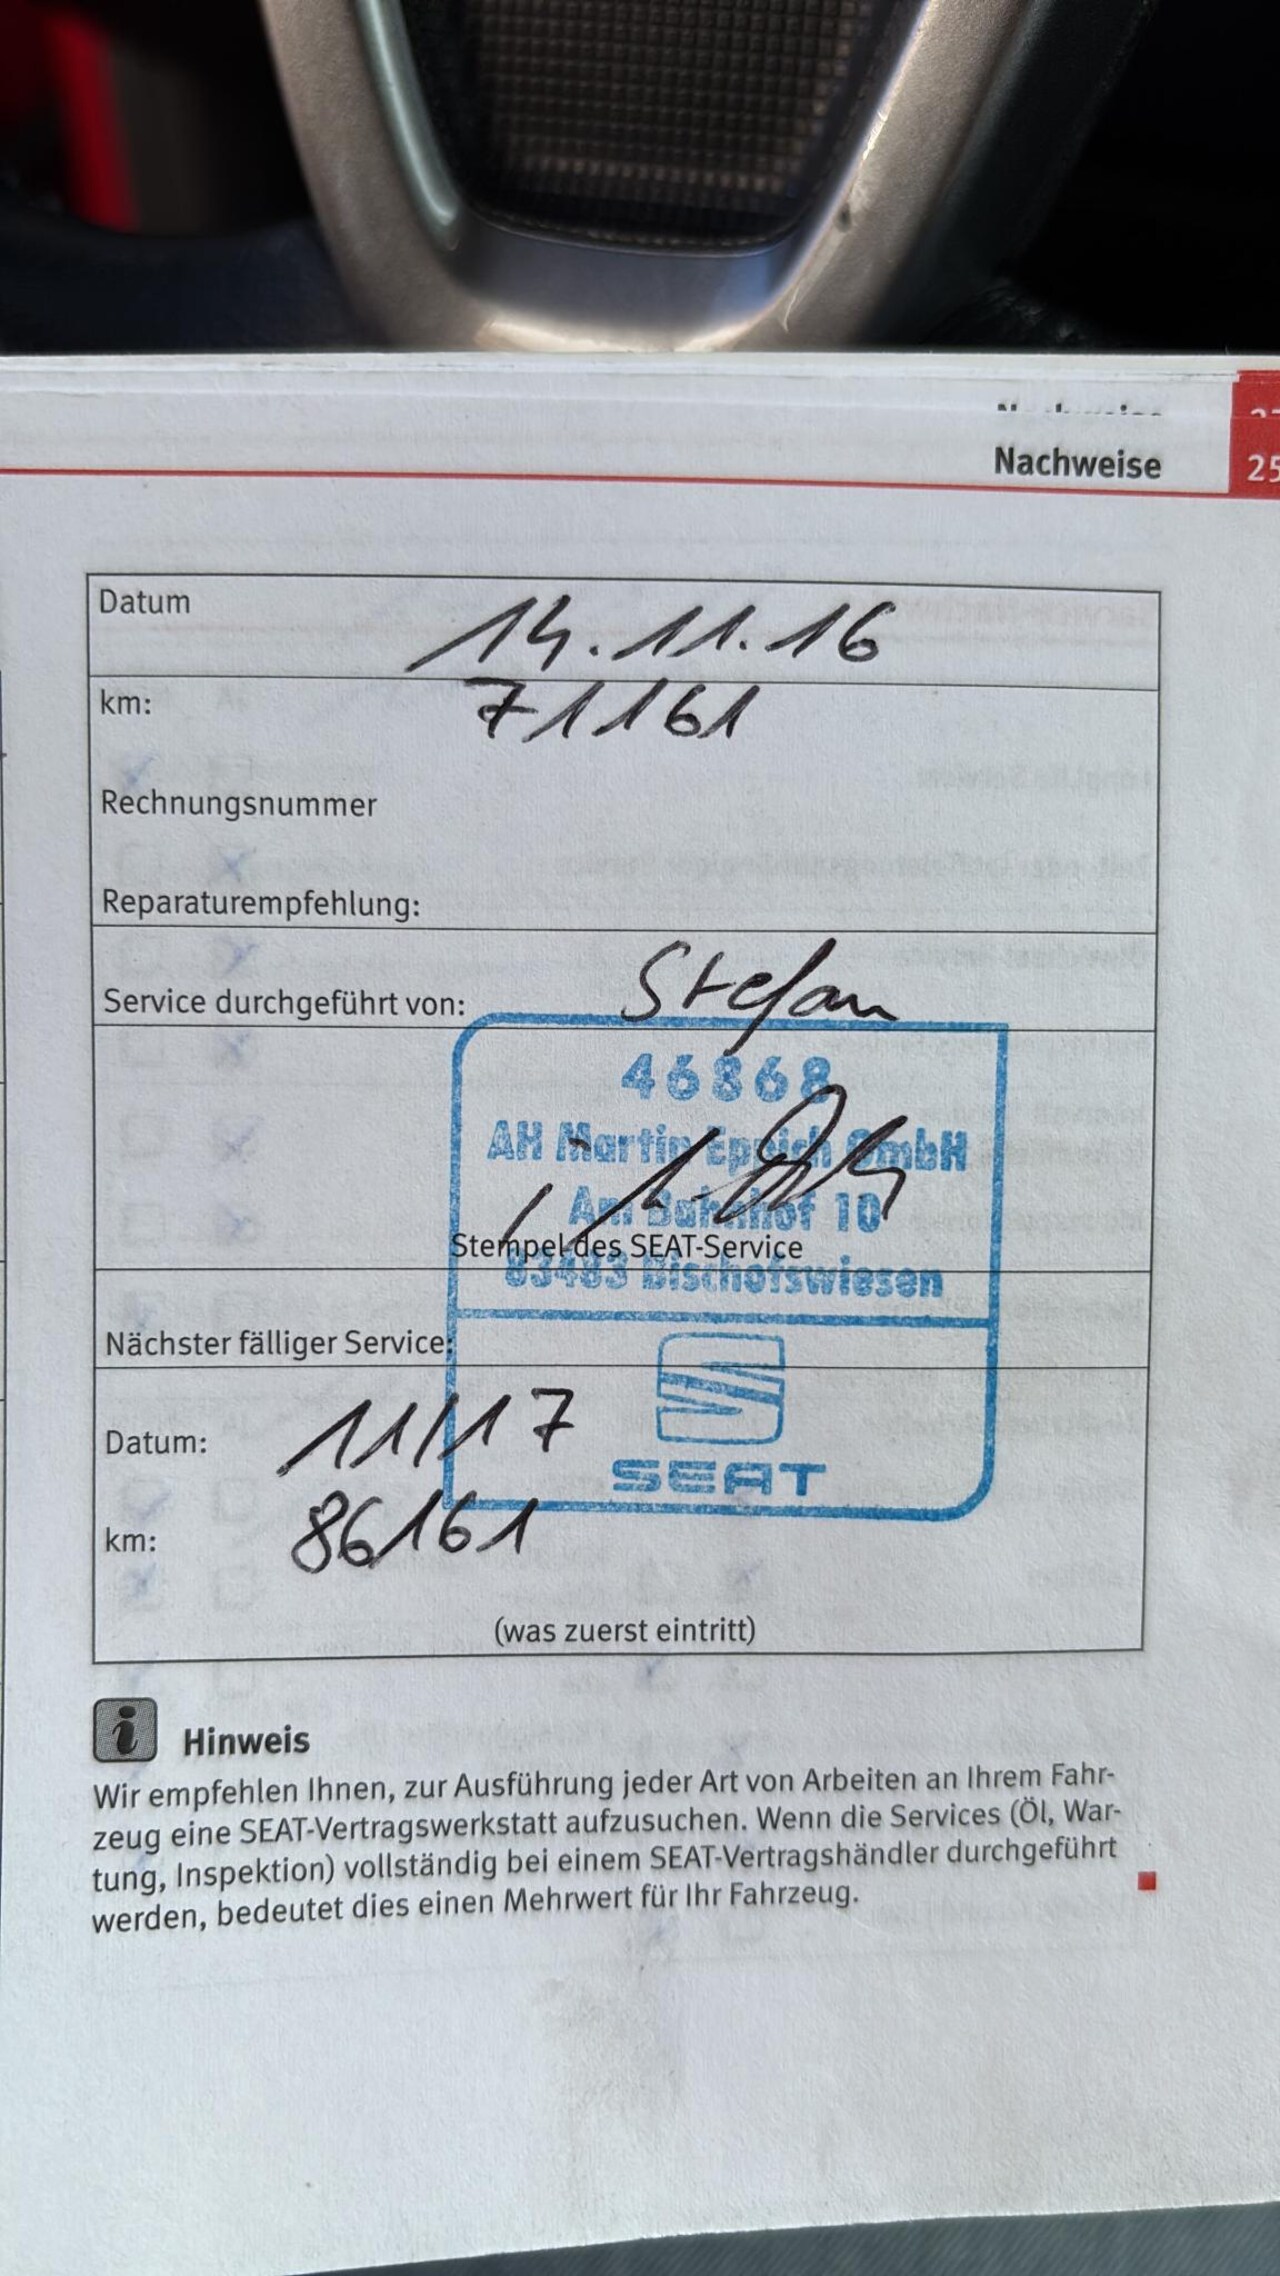 Nachweise
25
Datum 14.11.16
km: 71161
Rechnungsnummer
Reparaturempfehlung:
Service durchgeführt von: Stefan
46868
AH Martin Eppich GmbH
Am Bahnhof 10
Stempel des SEAT-Service
83483 Bischofswiesen
Nächster fälliger Service:
SEAT
Datum: 11/17
km: 86161
(was zuerst eintritt)
i Hinweis
Wir empfehlen Ihnen, zur Ausführung jeder Art von Arbeiten an Ihrem Fahr-
zeug eine SEAT-Vertragswerkstatt aufzusuchen. Wenn die Services (Öl, War-
tung, Inspektion) vollständig bei einem SEAT-Vertragshändler durchgeführt
werden, bedeutet dies einen Mehrwert für Ihr Fahrzeug.